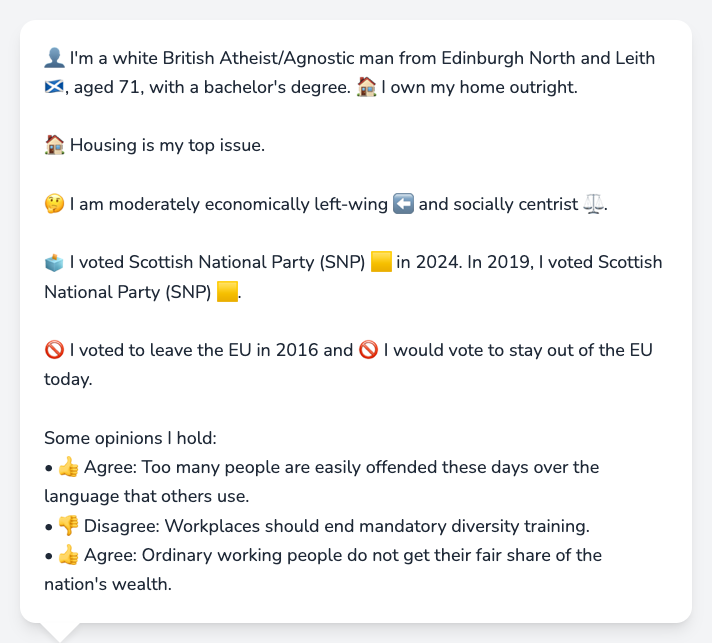 👤 I'm a white British Atheist/Agnostic man from Edinburgh North and Leith
🏴󠁧󠁢󠁳󠁣󠁴󠁿, aged 71, with a bachelor's degree. 🏠 I own my home outright.
🏠 Housing is my top issue.
🤔 I am moderately economically left-wing ⬅️ and socially centrist ⚖️.
🗳️ I voted Scottish National Party (SNP) 🟨 in 2024. In 2019, I voted Scottish
National Party (SNP) 🟨.
🚫 I voted to leave the EU in 2016 and 🚫 I would vote to stay out of the EU
today.
Some opinions I hold:
• 👍 Agree: Too many people are easily offended these days over the
language that others use.
• 👎 Disagree: Workplaces should end mandatory diversity training.
• 👍 Agree: Ordinary working people do not get their fair share of the
nation's wealth.